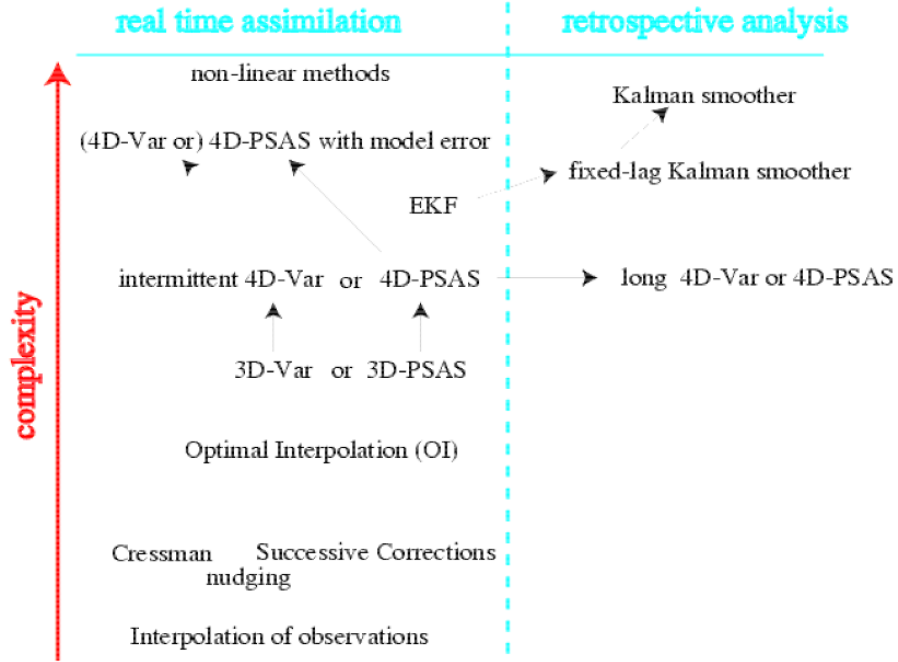 real time assimilation
retrospective analysis
non-linear methods
Kalman smoother
(4D-Var or) 4D-PSAS with model error
fixed-lag Kalman smoother
EKF
intermittent 4D-Var or 4D-PSAS
long 4D-Var or 4D-PSAS
complexity
3D-Var or 3D-PSAS
Optimal Interpolation (OI)
Cressman
Successive Corrections
nudging
Interpolation of observations